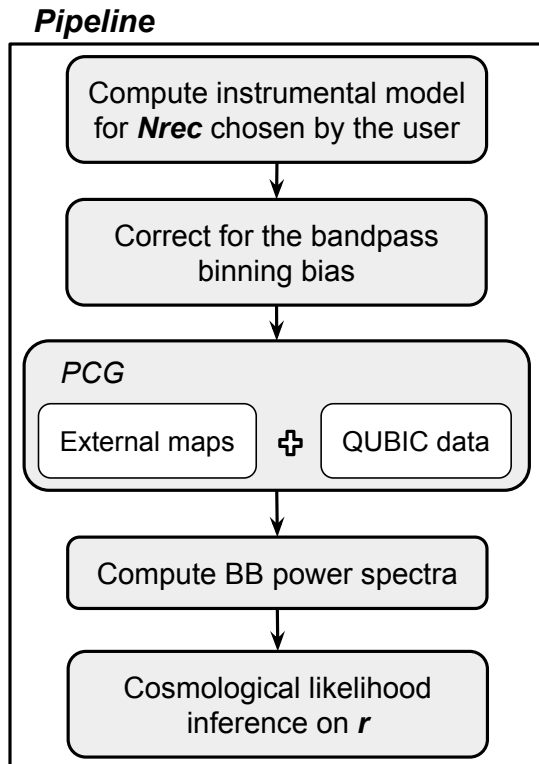 Pipeline
Compute instrumental model
for Nrec chosen by the user
Correct for the bandpass
binning bias
PCG
External maps
QUBIC data
Compute BB power spectra
Cosmological likelihood
inference on r